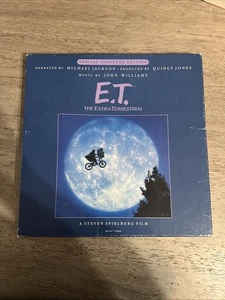 SPECIAL CASSETTE EDITION
NARRATED BY MICHAEL JACKSON · PRODUCED BY QUINCY JONES
MUSIC BY JOHN WILLIAMS
E.T.
THE EXTRA-TERRESTRIAL
A STEVEN SPIELBERG FILM